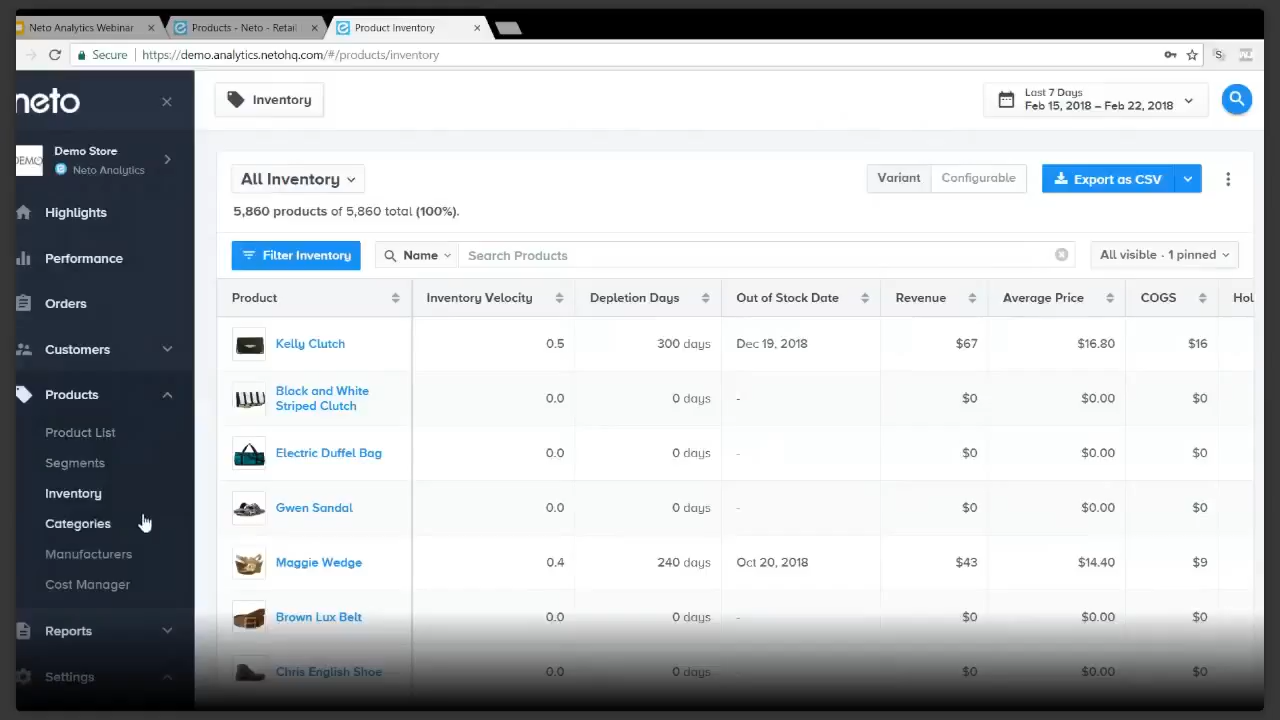 Neto Analytics Webinar
Products - Neto - Retail
Product Inventory
Secure
https://demo.analytics.netohq.com/#/products/inventory
neto
DEMO
Demo Store
Neto Analytics
Highlights
Performance
Orders
Customers
Products
Product List
Segments
Inventory
Categories
Manufacturers
Cost Manager
Reports
Settings
Inventory
Last 7 Days
Feb 15, 2018 – Feb 22, 2018
All Inventory
Variant Configurable
Export as CSV
5,860 products of 5,860 total (100%).
Filter Inventory
Name
Search Products
All visible · 1 pinned
Product Inventory Velocity Depletion Days Out of Stock Date Revenue Average Price COGS Hol
Kelly Clutch 0.5 300 days Dec 19, 2018 $67 $16.80 $16
Black and White
Striped Clutch 0.0 0 days - $0 $0.00 $0
Electric Duffel Bag 0.0 0 days - $0 $0.00 $0
Gwen Sandal 0.0 0 days - $0 $0.00 $0
Maggie Wedge 0.4 240 days Oct 20, 2018 $43 $14.40 $9
Brown Lux Belt 0.0 0 days - $0 $0.00 $0
Chris English Shoe 0.0 0 days - $0 $0.00 $0